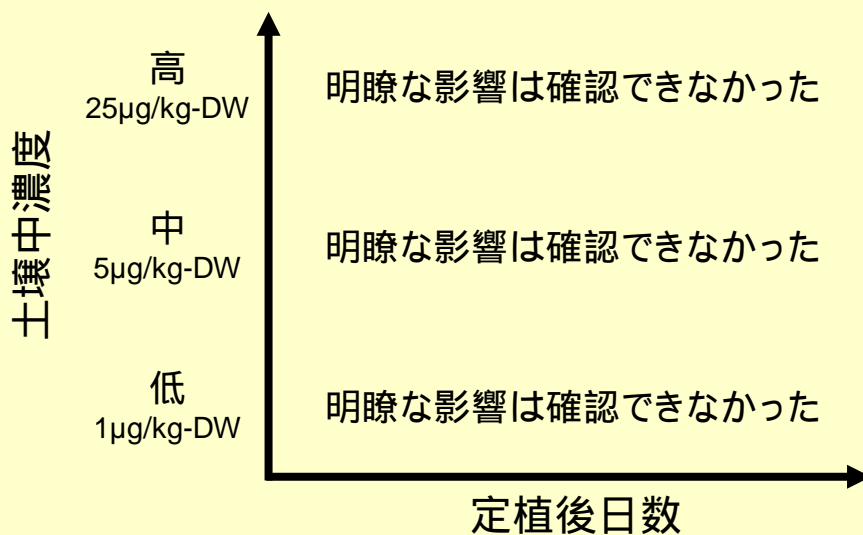 高
25µg/kg-DW
明瞭な影響は確認できなかった
土壌中濃度
中
5µg/kg-DW
明瞭な影響は確認できなかった
低
1µg/kg-DW
明瞭な影響は確認できなかった
定植後日数